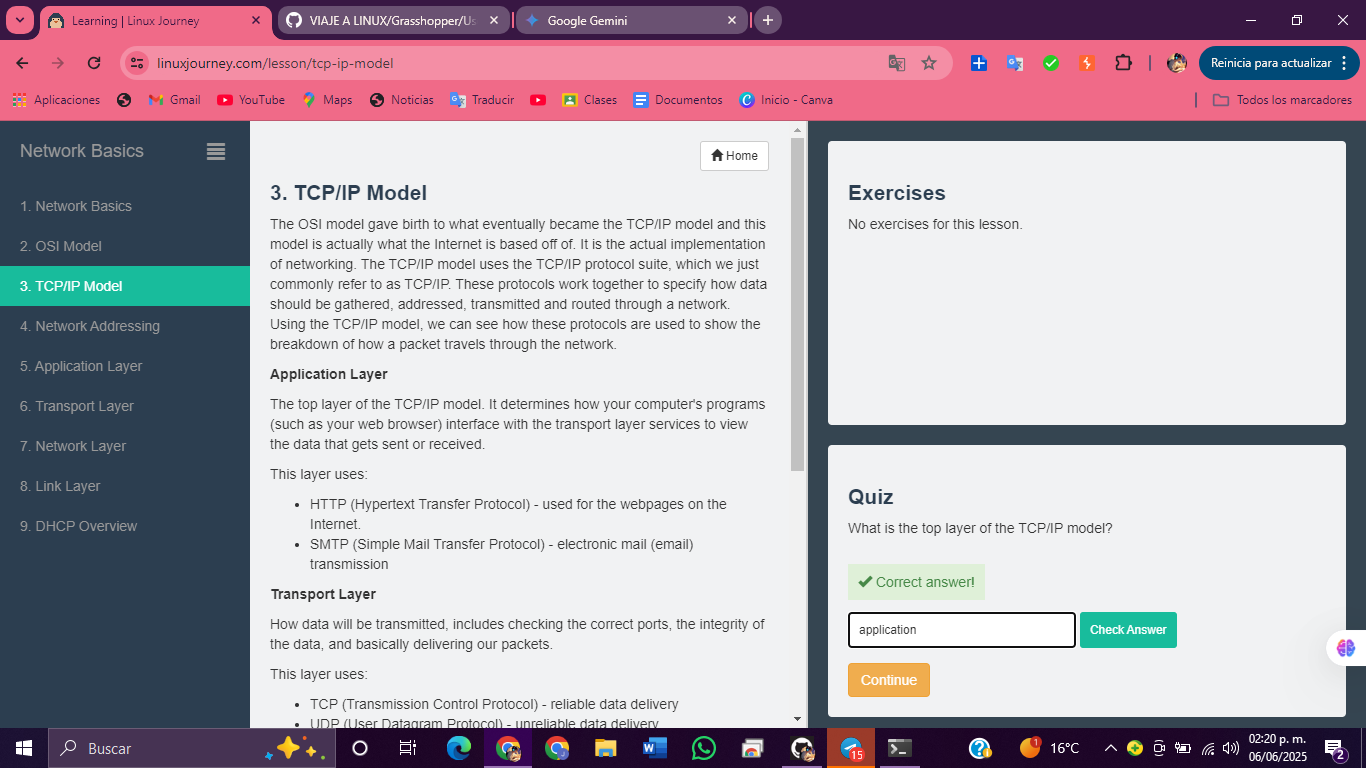 Learning | Linux Journey
VIAJE A LINUX/Grasshopper/Us
Google Gemini
linuxjourney.com/lesson/tcp-ip-model
Reinicia para actualizar
Aplicaciones
Gmail
YouTube
Maps
Noticias
Traducir
Clases
Documentos
Inicio - Canva
Todos los marcadores
Network Basics
1. Network Basics
2. OSI Model
3. TCP/IP Model
4. Network Addressing
5. Application Layer
6. Transport Layer
7. Network Layer
8. Link Layer
9. DHCP Overview
Home
3. TCP/IP Model
The OSI model gave birth to what eventually became the TCP/IP model and this
model is actually what the Internet is based off of. It is the actual implementation
of networking. The TCP/IP model uses the TCP/IP protocol suite, which we just
commonly refer to as TCP/IP. These protocols work together to specify how data
should be gathered, addressed, transmitted and routed through a network.
Using the TCP/IP model, we can see how these protocols are used to show the
breakdown of how a packet travels through the network.
Application Layer
The top layer of the TCP/IP model. It determines how your computer's programs
(such as your web browser) interface with the transport layer services to view
the data that gets sent or received.
This layer uses:
• HTTP (Hypertext Transfer Protocol) - used for the webpages on the
Internet.
• SMTP (Simple Mail Transfer Protocol) - electronic mail (email)
transmission
Transport Layer
How data will be transmitted, includes checking the correct ports, the integrity of
the data, and basically delivering our packets.
This layer uses:
• TCP (Transmission Control Protocol) - reliable data delivery
• UDP (User Datagram Protocol) - unreliable data delivery
Exercises
No exercises for this lesson.
Quiz
What is the top layer of the TCP/IP model?
Correct answer!
application
Check Answer
Continue
Buscar
15
1
16°C
02:20 p. m.
06/06/2025
2